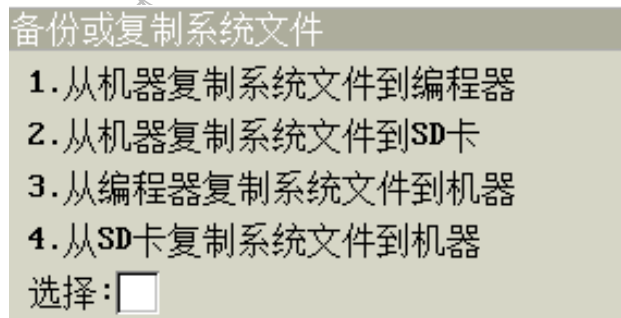 备份或复制系统文件
1.从机器复制系统文件到编程器
2.从机器复制系统文件到SD卡
3.从编程器复制系统文件到机器
4.从SD卡复制系统文件到机器
选择: